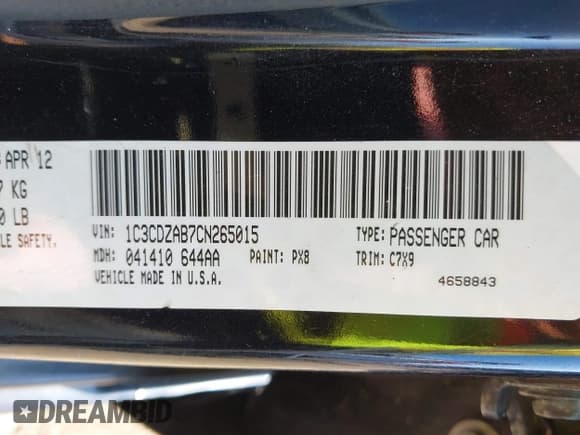 APR 12
KG
LB
SAFETY.
VIN: 1C3CDZAB7CN265015 TYPE: PASSENGER CAR
MDH: 041410 644AA PAINT: PX8 TRIM: C7X9
VEHICLE MADE IN U.S.A. 4658843
DREAMBID